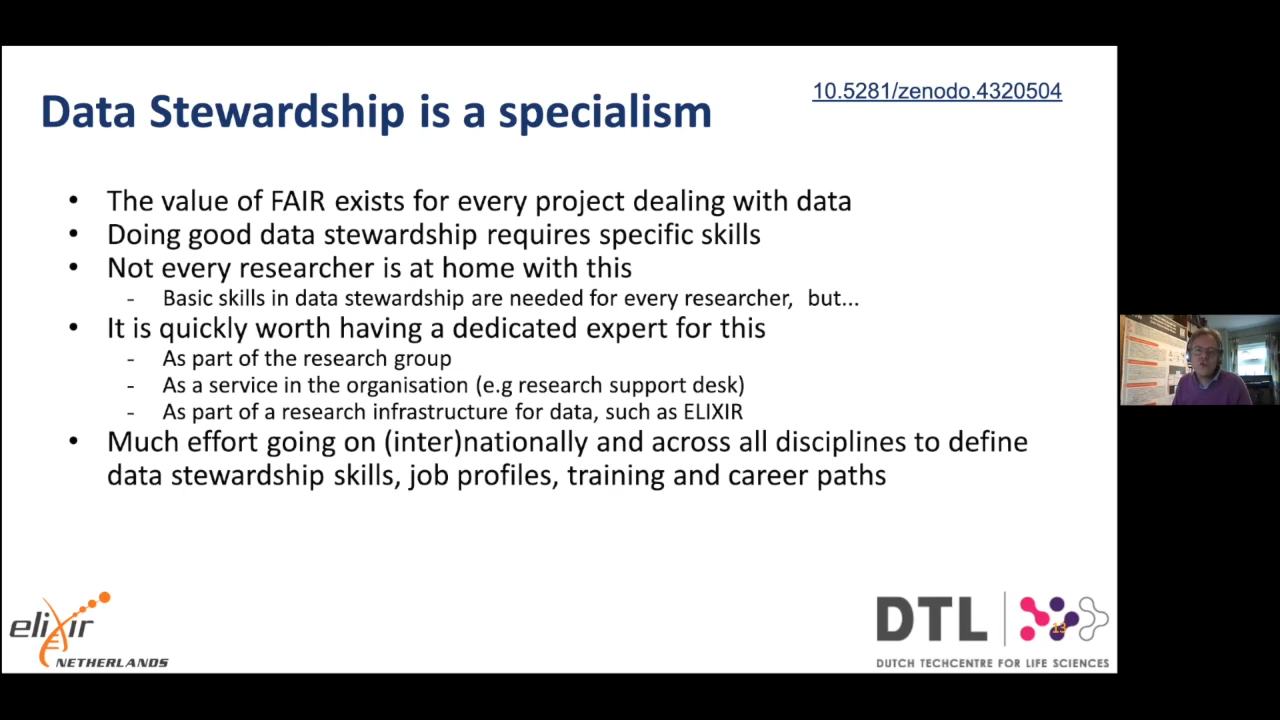 10.5281/zenodo.4320504
Data Stewardship is a specialism
• The value of FAIR exists for every project dealing with data
• Doing good data stewardship requires specific skills
• Not every researcher is at home with this
- Basic skills in data stewardship are needed for every researcher, but...
• It is quickly worth having a dedicated expert for this
- As part of the research group
- As a service in the organisation (e.g research support desk)
- As part of a research infrastructure for data, such as ELIXIR
• Much effort going on (inter)nationally and across all disciplines to define
data stewardship skills, job profiles, training and career paths
elixir
NETHERLANDS
DTL
13
DUTCH TECHCENTRE FOR LIFE SCIENCES